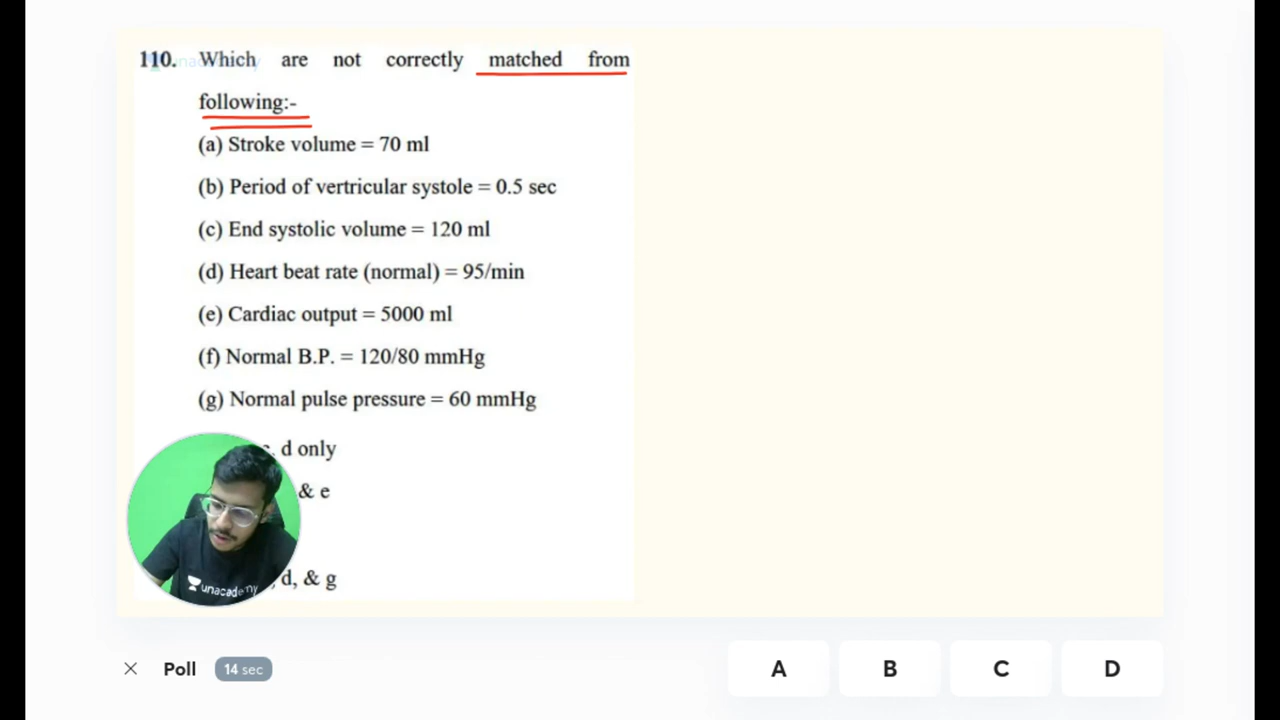 110. Which are not correctly matched from
following:-
(a) Stroke volume = 70 ml
(b) Period of vertricular systole = 0.5 sec
(c) End systolic volume = 120 ml
(d) Heart beat rate (normal) = 95/min
(e) Cardiac output = 5000 ml
(f) Normal B.P. = 120/80 mmHg
(g) Normal pulse pressure = 60 mmHg
, d only
& e
, d, & g
unacademy
× Poll 14 sec A B C D